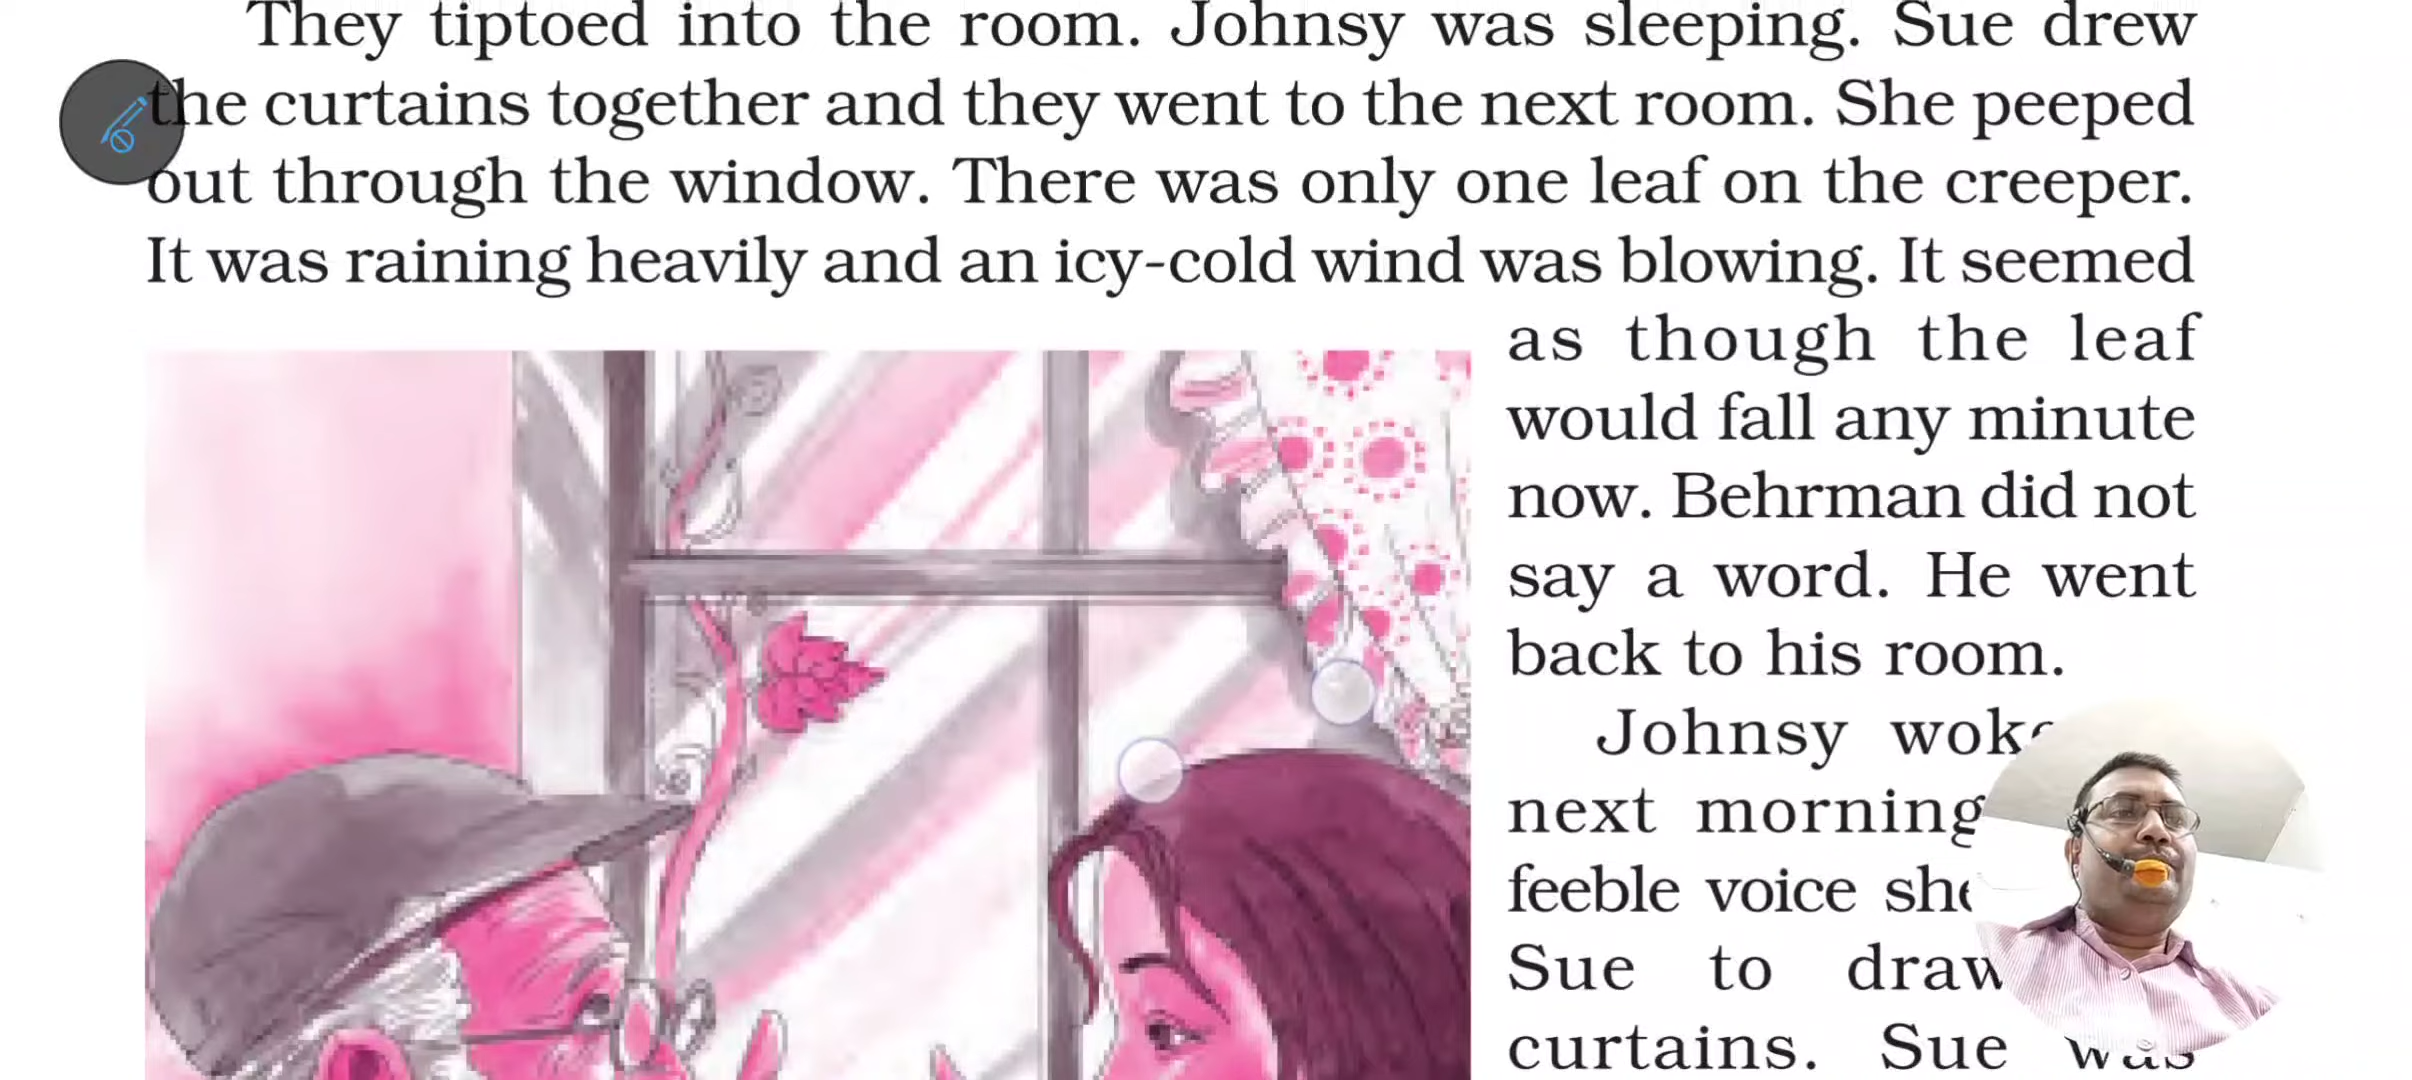 They tiptoed into the room. Johnsy was sleeping. Sue drew
the curtains together and they went to the next room. She peeped
out through the window. There was only one leaf on the creeper.
It was raining heavily and an icy-cold wind was blowing. It seemed
as though the leaf
would fall any minute
now. Behrman did not
say a word. He went
back to his room.
Johnsy woke
next morning
feeble voice she
Sue to draw
curtains. Sue was